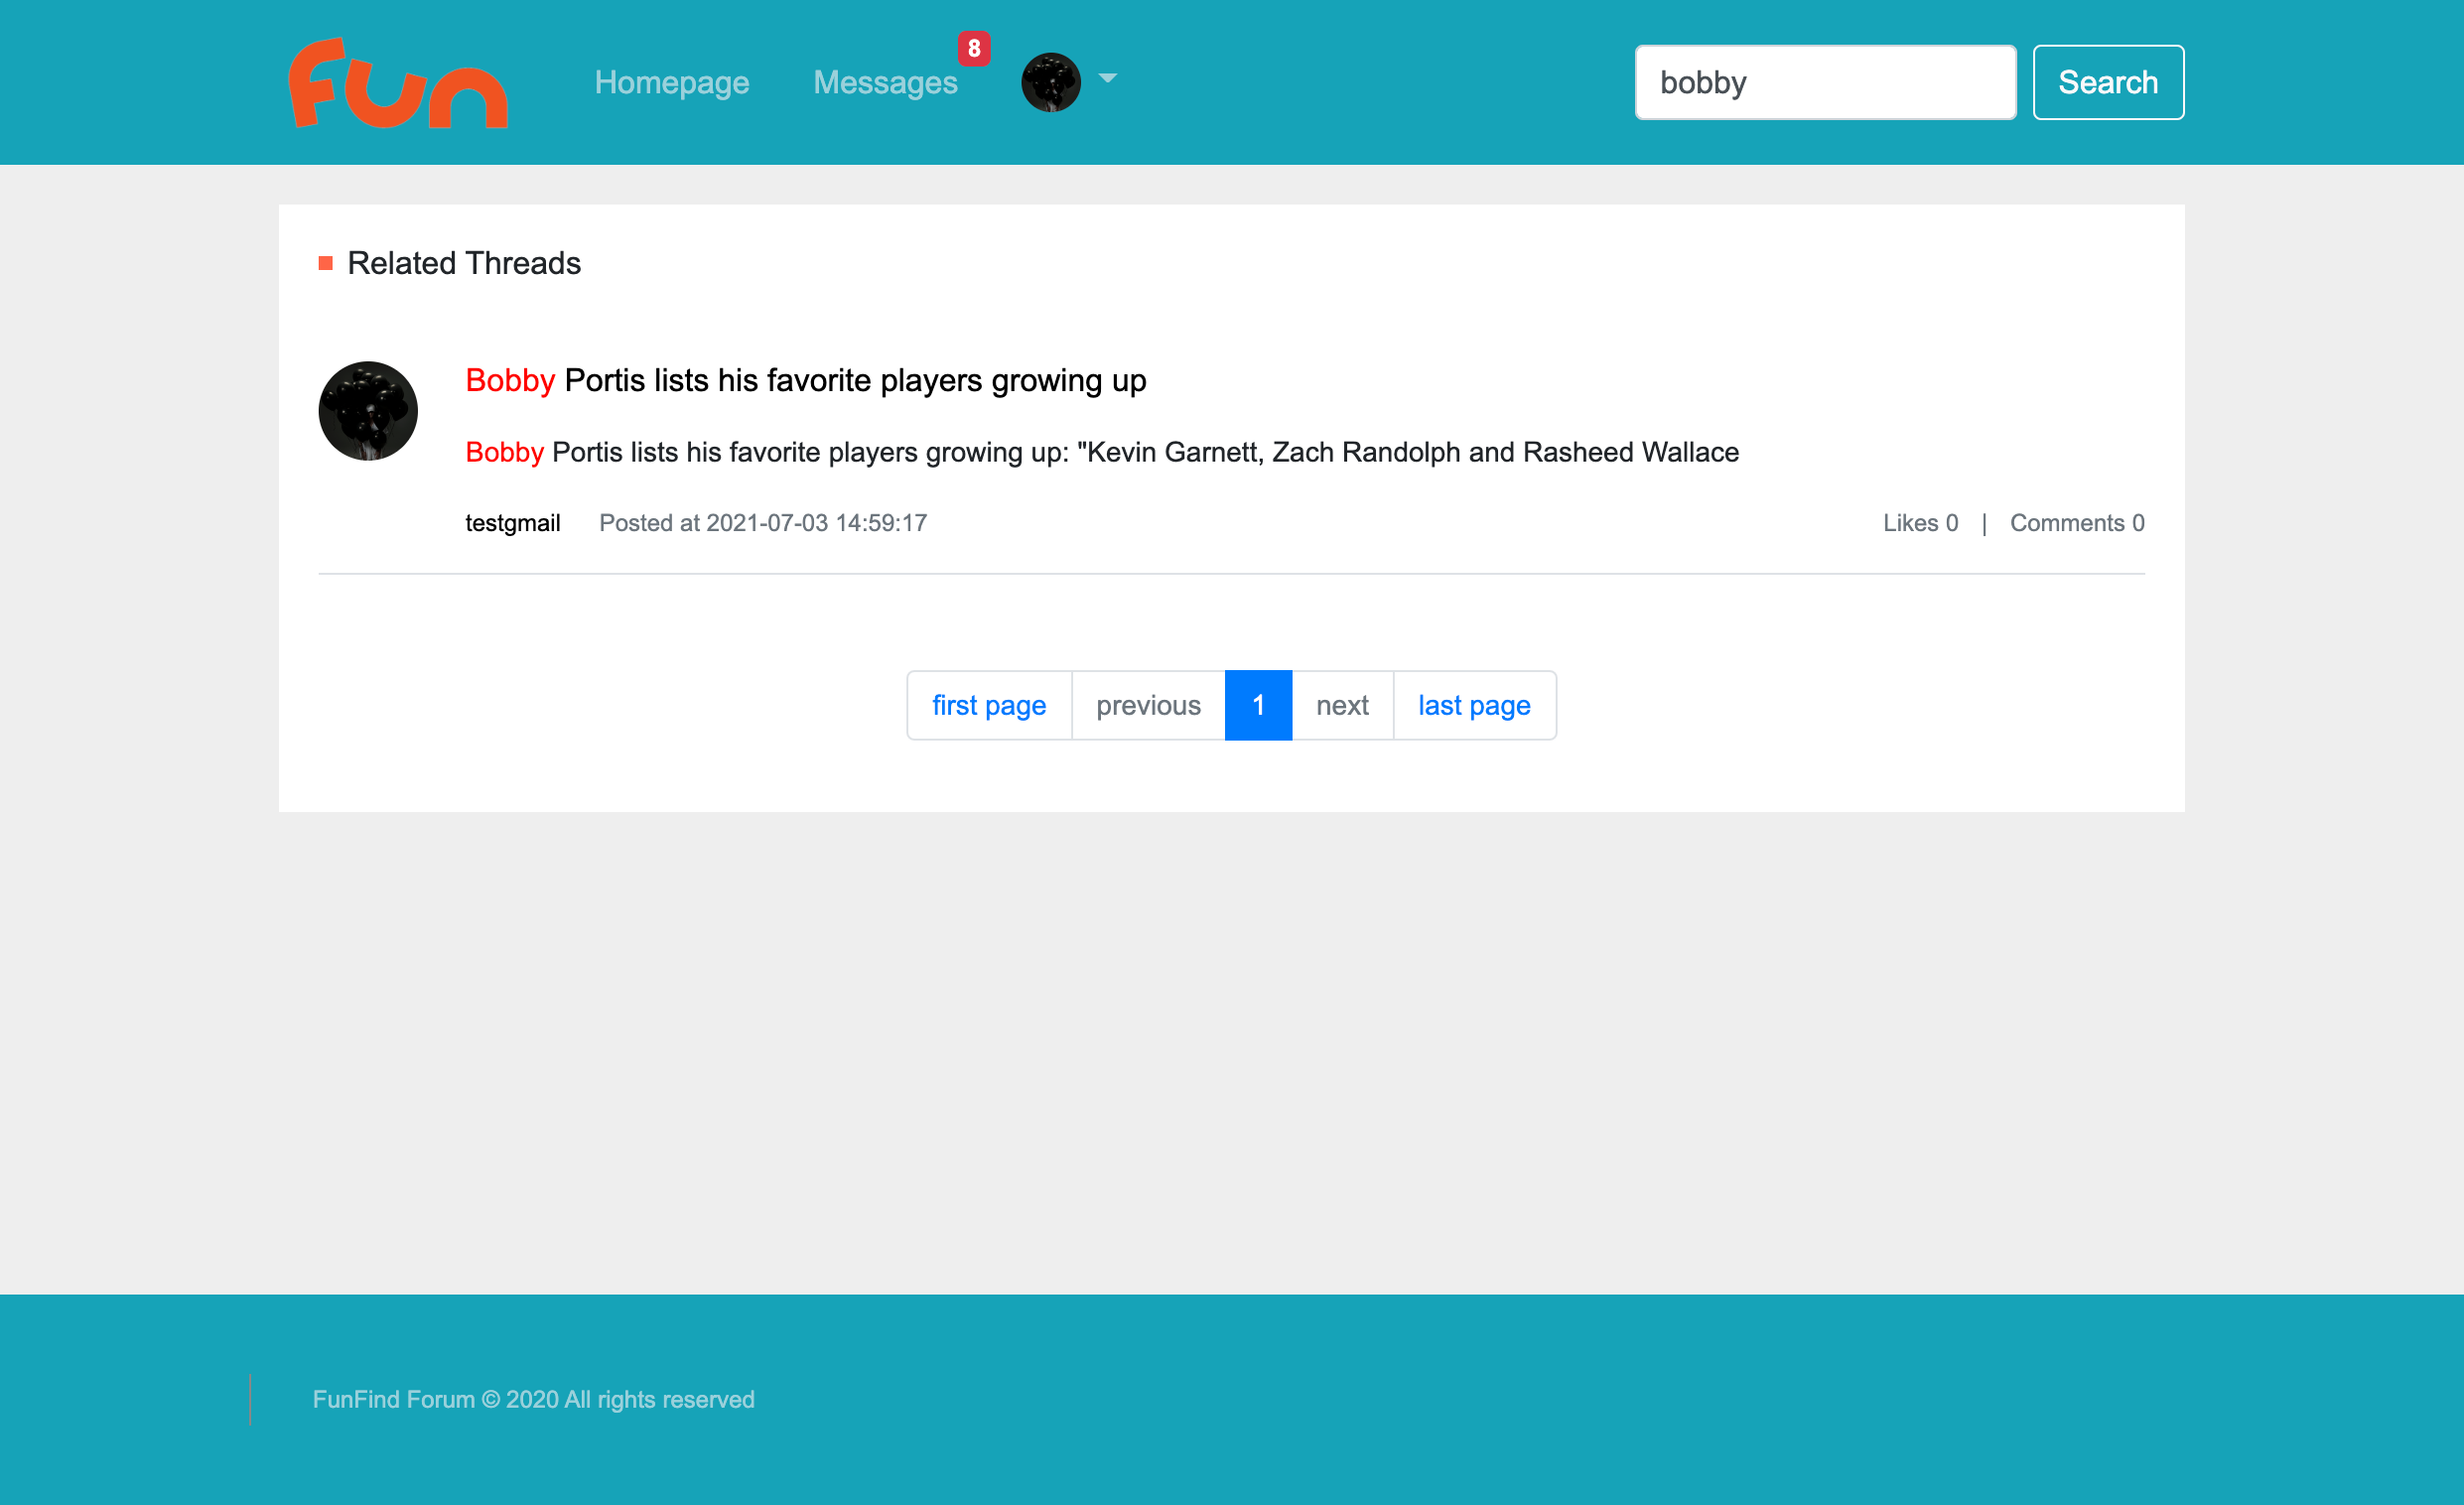 Fun
Homepage
Messages 8
bobby
Search
Related Threads
Bobby Portis lists his favorite players growing up
Bobby Portis lists his favorite players growing up: "Kevin Garnett, Zach Randolph and Rasheed Wallace
testgmail Posted at 2021-07-03 14:59:17 Likes 0 | Comments 0
first page previous 1 next last page
FunFind Forum © 2020 All rights reserved